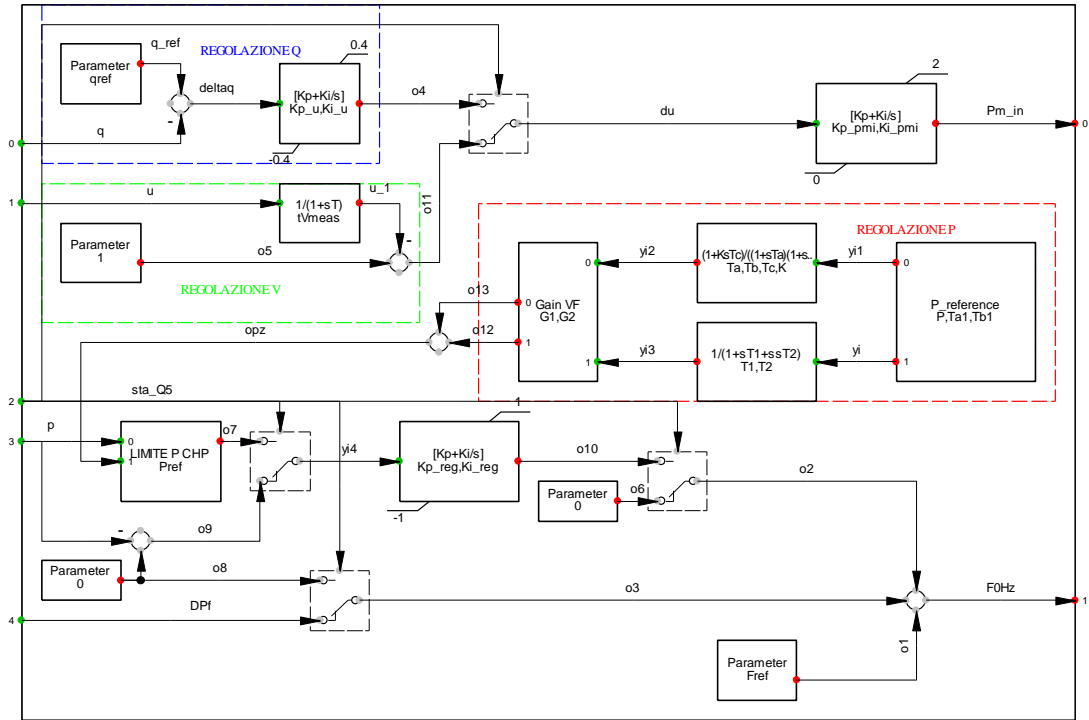 q_ref
REGOLAZIONE Q
0.4
2
Parameter
qref
deltaq
[Kp+Ki/s]
Kp_u,Ki_u
o4
[Kp+Ki/s]
Kp_pmi,Ki_pmi
du
Pm_in
0
q
-
-0.4
0
0
u
1/(1+sT)
tVmeas
u_1
o11
1
Parameter
1
o5
-
REGOLAZIONE V
REGOLAZIONE P
yi2
(1+KsTc)/((1+sTa)(1+s..
Ta,Tb,Tc,K
yi1
0
0
o13
Gain VF
G1,G2
0
P_reference
P,Ta1,Tb1
opz
o12
1
yi3
1/(1+sT1+ssT2)
T1,T2
yi
1
1
2
sta_Q5
1
3
p
o7
0
LIMITE P CHP
Pref
1
yi4
[Kp+Ki/s]
Kp_reg,Ki_reg
o10
o2
Parameter
0
o6
-1
-
o9
Parameter
0
o8
DPf
4
o3
F0Hz
1
o1
Parameter
Fref